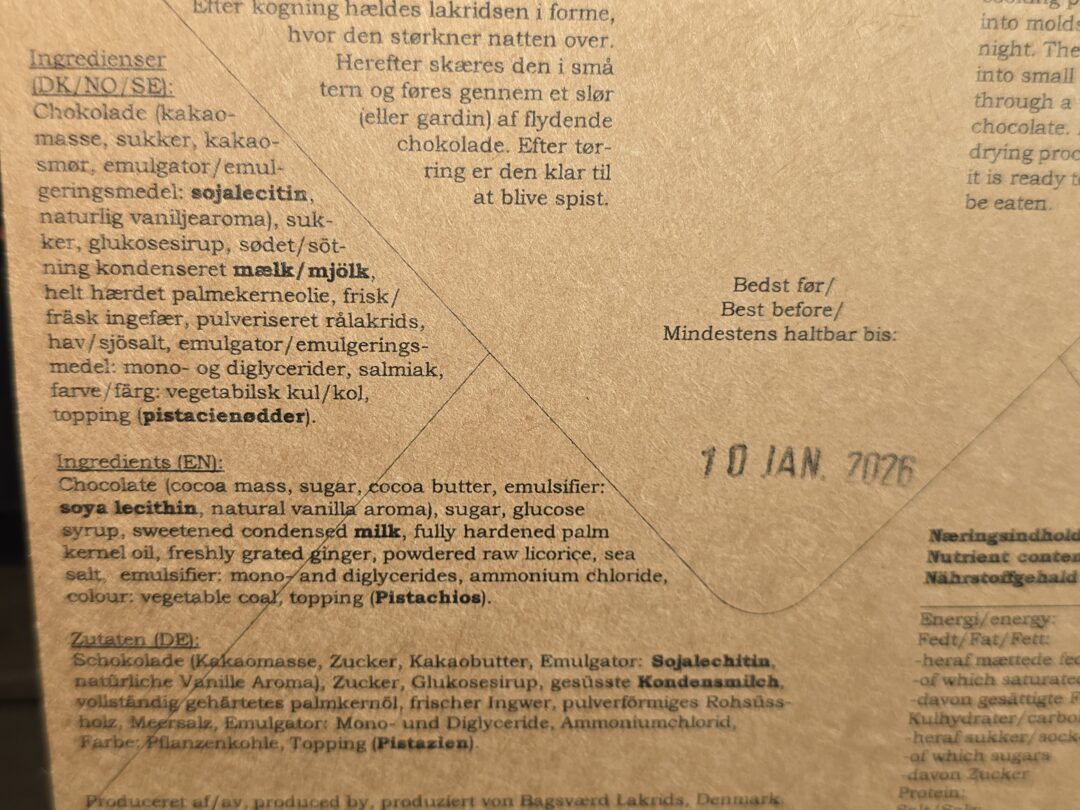 Efter kogning hældes lakridsen i forme,
hvor den størkner natten over.
Herefter skæres den i små
tern og føres gennem et slør
(eller gardin) af flydende
chokolade. Efter tør-
ring er den klar til
at blive spist.
into molds
night. The
into small
through a
chocolate.
drying proc
it is ready to
be eaten.
Ingredienser
(DK/NO/SE):
Chokolade (kakao-
masse, sukker, kakao-
smør, emulgator/emul-
geringsmedel: sojalecitin,
naturlig vaniljearoma), suk-
ker, glukosesirup, sødet/söt-
ning kondenseret mælk/mjölk,
helt hærdet palmekerneolie, frisk/
fräsk ingefær, pulveriseret rålakrids,
hav/sjösalt, emulgator/emulgerings-
medel: mono- og diglycerider, salmiak,
farve/färg: vegetabilsk kul/kol,
topping (pistacienødder).
Bedst før/
Best before/
Mindestens haltbar bis:
10 JAN. 2026
Ingredients (EN):
Chocolate (cocoa mass, sugar, cocoa butter, emulsifier:
soya lecithin, natural vanilla aroma), sugar, glucose
syrup, sweetened condensed milk, fully hardened palm
kernel oil, freshly grated ginger, powdered raw licorice, sea
salt, emulsifier: mono- and diglycerides, ammonium chloride,
colour: vegetable coal, topping (Pistachios).
Zutaten (DE):
Schokolade (Kakaomasse, Zucker, Kakaobutter, Emulgator: Sojalechitin,
natürliche Vanille Aroma), Zucker, Glukosesirup, gesüsste Kondensmilch,
vollständig gehärtetes palmkernöl, frischer Ingwer, pulverförmiges Rohsüss-
holz, Meersalz, Emulgator: Mono- und Diglyceride, Ammoniumchlorid,
Farbe: Pflanzenkohle, Topping (Pistazien).
Produceret af/av, produced by, produziert von Bagsværd Lakrids, Denmark
Næringsindhold
Nutrient conten
Nährstoffgehald
Energi/energy:
Fedt/Fat/Fett:
-heraf mættede fed
-of which saturated
-davon gesättigte F
Kulhydrater/carbo
-heraf sukker/sock
-of which sugars
-davon Zucker
Protein: